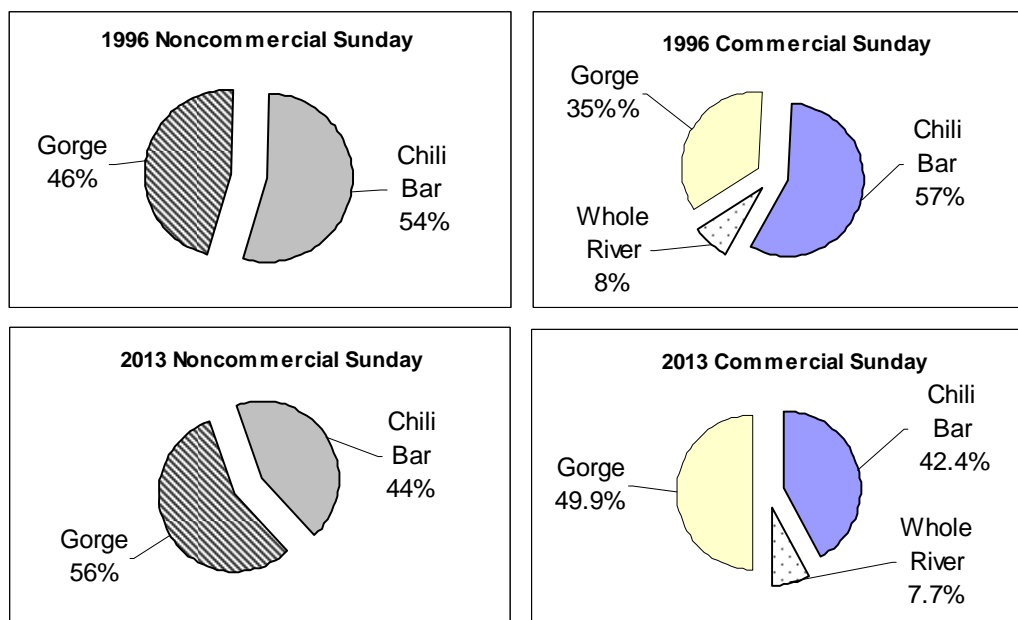 1996 Noncommercial Sunday
Gorge
46%
Chili
Bar
54%
1996 Commercial Sunday
Gorge
35%%
Chili
Bar
57%
Whole
River
8%
2013 Noncommercial Sunday
Chili
Bar
44%
Gorge
56%
2013 Commercial Sunday
Chili
Bar
42.4%
Gorge
49.9%
Whole
River
7.7%